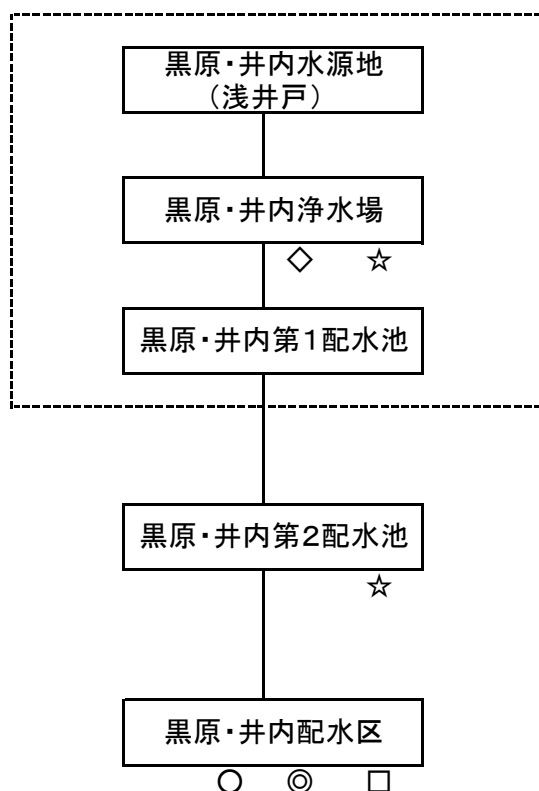 黒原・井内水源地
（浅井戸）
黒原・井内浄水場
◇ ☆
黒原・井内第1配水池
黒原・井内第2配水池
☆
黒原・井内配水区
○ ◎ □